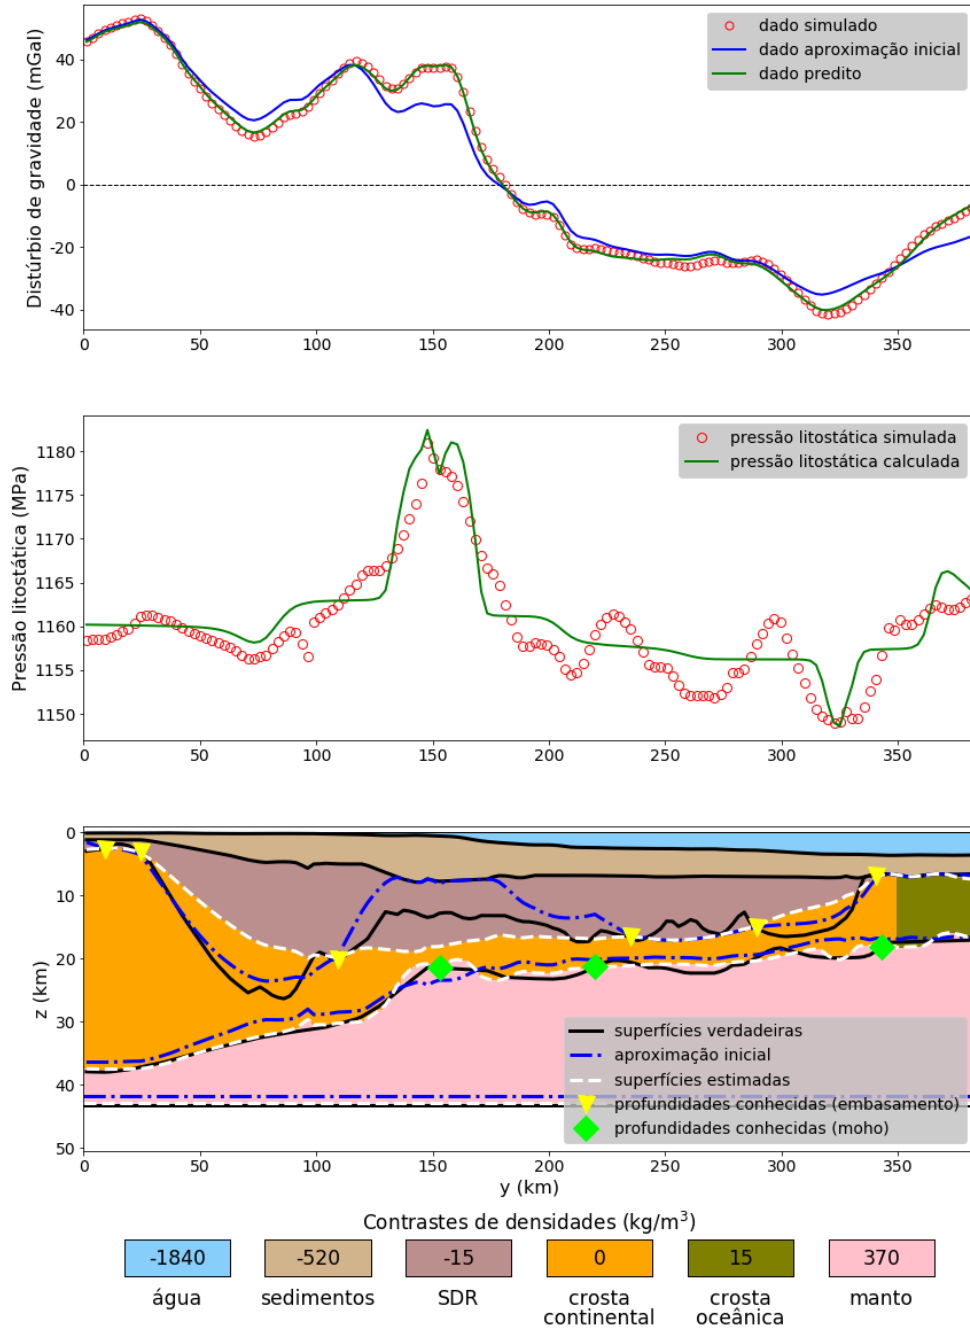 40
20
0
-20
-40
Distúrbio de gravidade (mGal)
dado simulado
dado aproximação inicial
dado predito
0 50 100 150 200 250 300 350
1180
1175
1170
1165
1160
1155
1150
Pressão litostática (MPa)
pressão litostática simulada
pressão litostática calculada
0 50 100 150 200 250 300 350
0
10
20
30
40
50
z (km)
superfícies verdadeiras
aproximação inicial
superfícies estimadas
profundidades conhecidas (embasamento)
profundidades conhecidas (moho)
0 50 100 150 200 250 300 350
y (km)
Contrastes de densidades (kg/m³)
-1840 -520 -15 0 15 370
água sedimentos SDR crosta crosta manto
continental oceânica